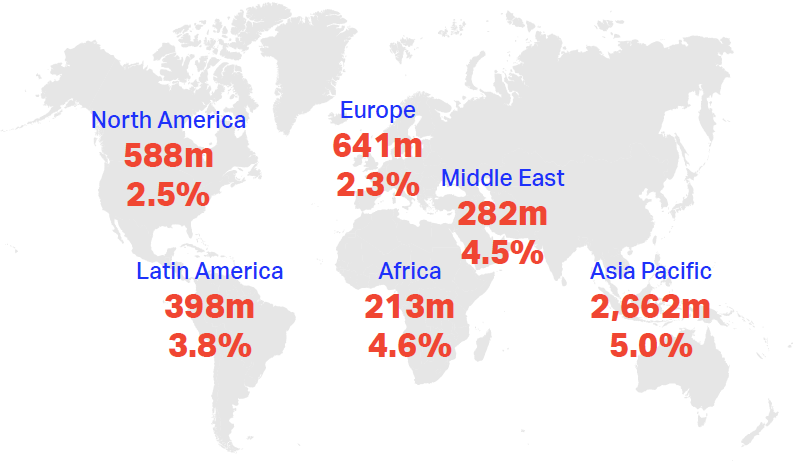 North America
588m
2.5%
Europe
641m
2.3%
Middle East
282m
4.5%
Latin America
398m
3.8%
Africa
213m
4.6%
Asia Pacific
2,662m
5.0%